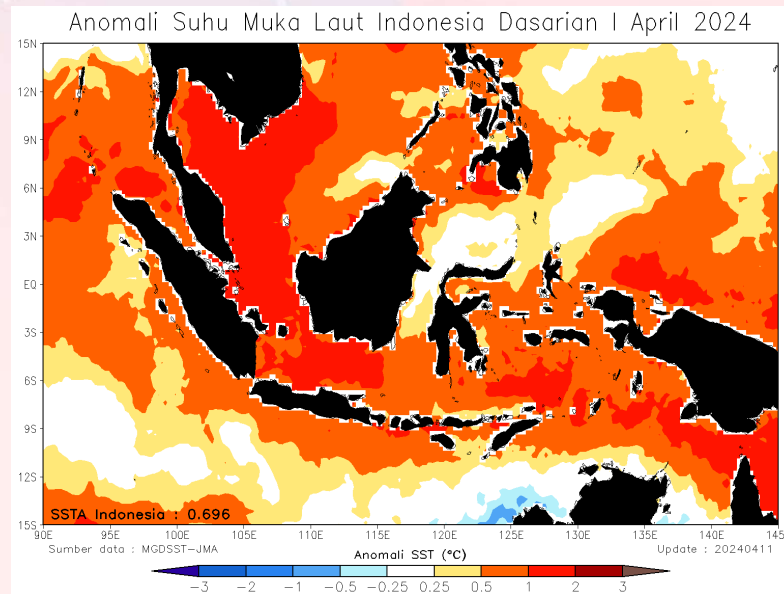 Anomali Suhu Muka Laut Indonesia Dasarian I April 2024
15N
12N
9N
6N
3N
EQ
3S
6S
9S
12S
15S
SSTA Indonesia : 0.696
90E 95E 100E 105E 110E 115E 120E 125E 130E 135E 140E 145
Sumber data : MGDSST-JMA
Anomali SST (°C)
Update : 20240411
-3 -2 -1 -0.5 -0.25 0.25 0.5 1 2 3